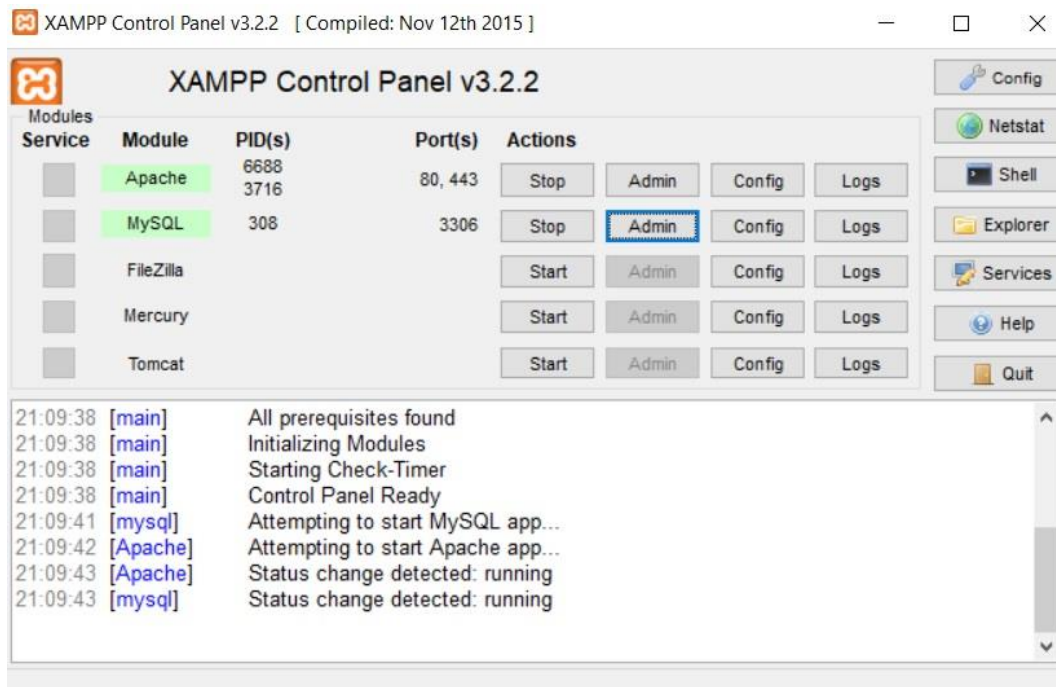 XAMPP Control Panel v3.2.2 [ Compiled: Nov 12th 2015 ]
XAMPP Control Panel v3.2.2
Config
Modules
Netstat
Service Module PID(s) Port(s) Actions
Apache 6688 3716 80, 443 Stop Admin Config Logs
Shell
MySQL 308 3306 Stop Admin Config Logs
Explorer
FileZilla Start Admin Config Logs
Services
Mercury Start Admin Config Logs
Help
Tomcat Start Admin Config Logs
Quit
21:09:38 [main] All prerequisites found
21:09:38 [main] Initializing Modules
21:09:38 [main] Starting Check-Timer
21:09:38 [main] Control Panel Ready
21:09:41 [mysql] Attempting to start MySQL app...
21:09:42 [Apache] Attempting to start Apache app...
21:09:43 [Apache] Status change detected: running
21:09:43 [mysql] Status change detected: running